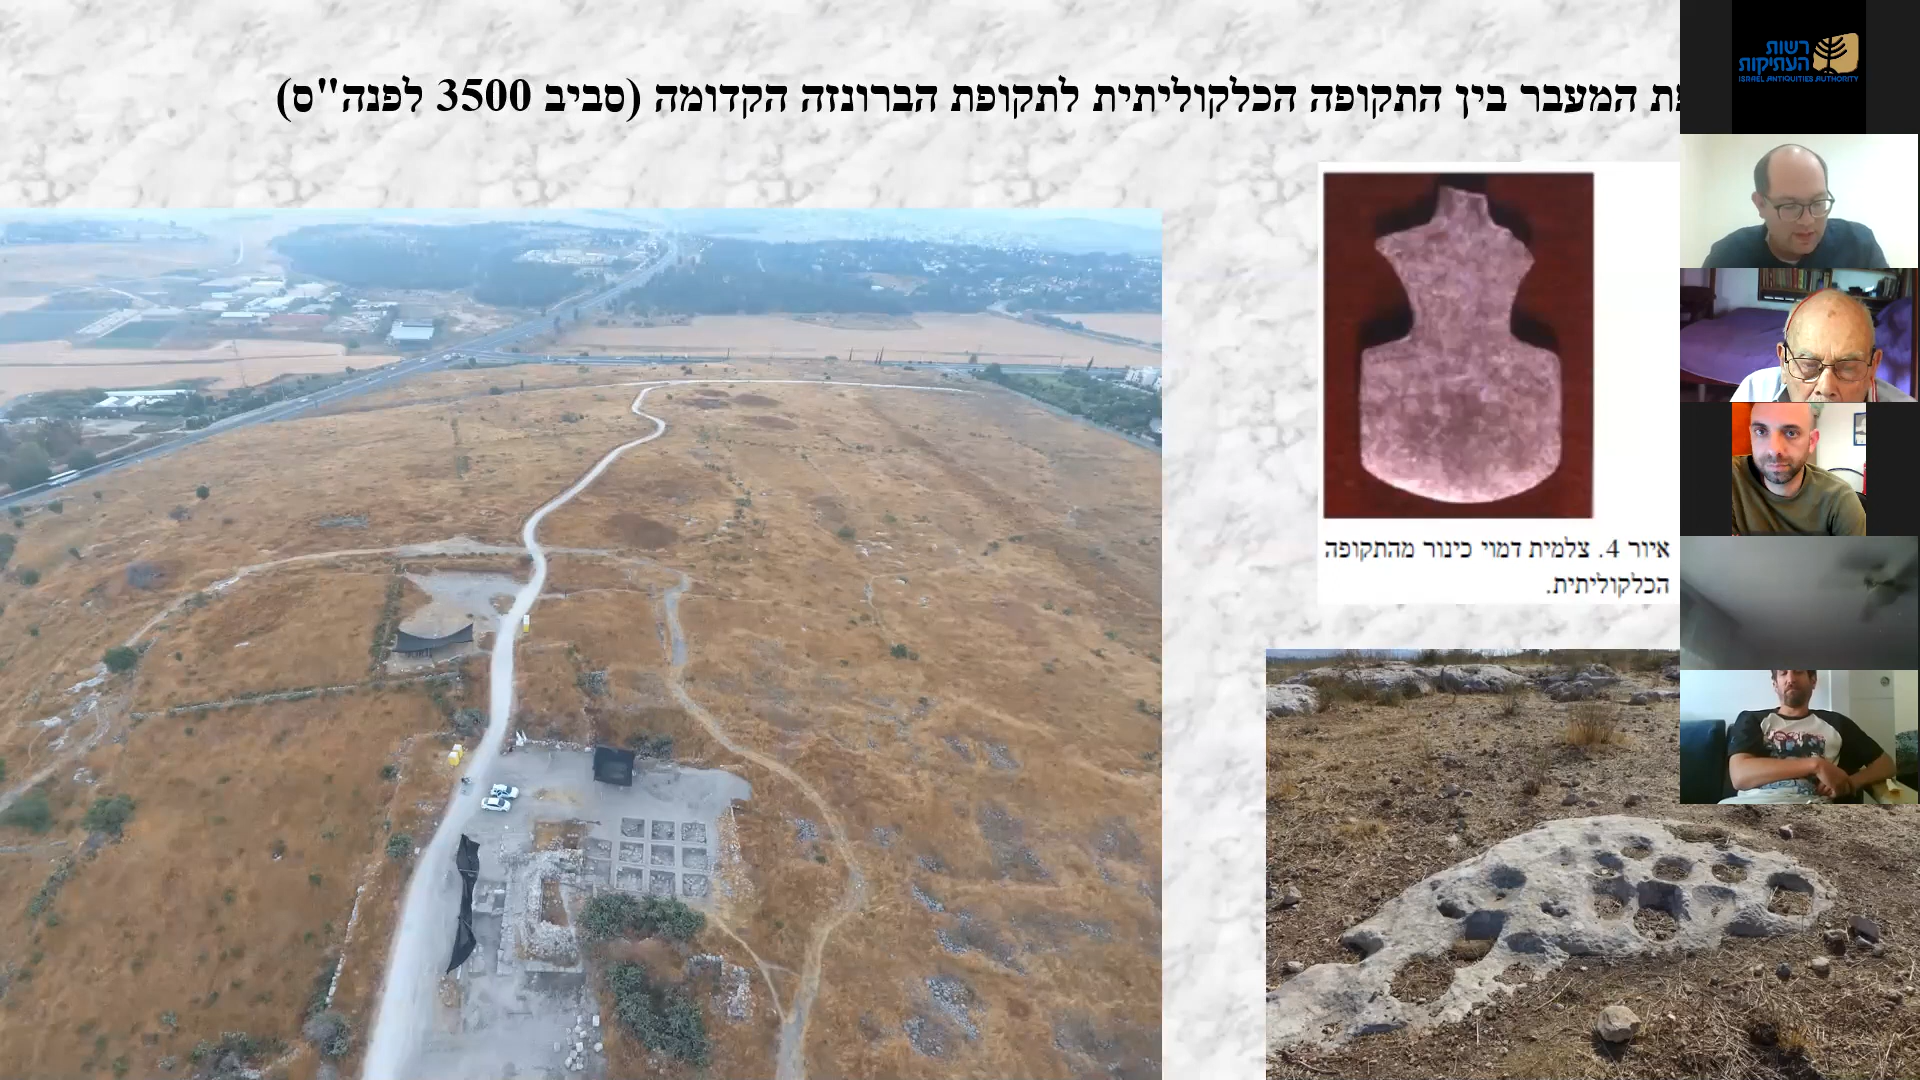 המעבר בין התקופה הכלקוליתית לתקופת הברונזה הקדומה (סביב 3500 לפנה"ס)
רשות
העתיקות
ISRAEL ANTIQUITIES AUTHORITY
איור 4. צלמית דמוי כינור מהתקופה
הכלקוליתית.